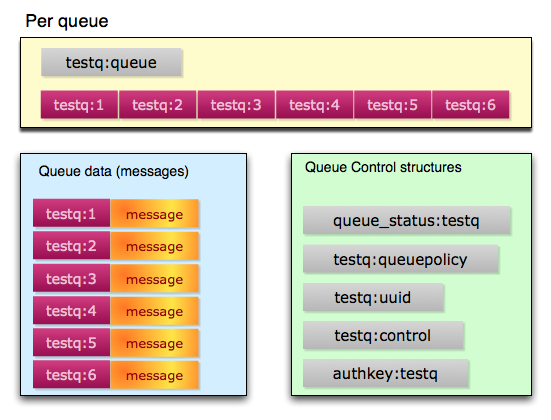 Per queue
testq:queue
testq:1 testq:2 testq:3 testq:4 testq:5 testq:6
Queue data (messages)
testq:1 message
testq:2 message
testq:3 message
testq:4 message
testq:5 message
testq:6 message
Queue Control structures
queue_status:testq
testq:queuepolicy
testq:uuid
testq:control
authkey:testq